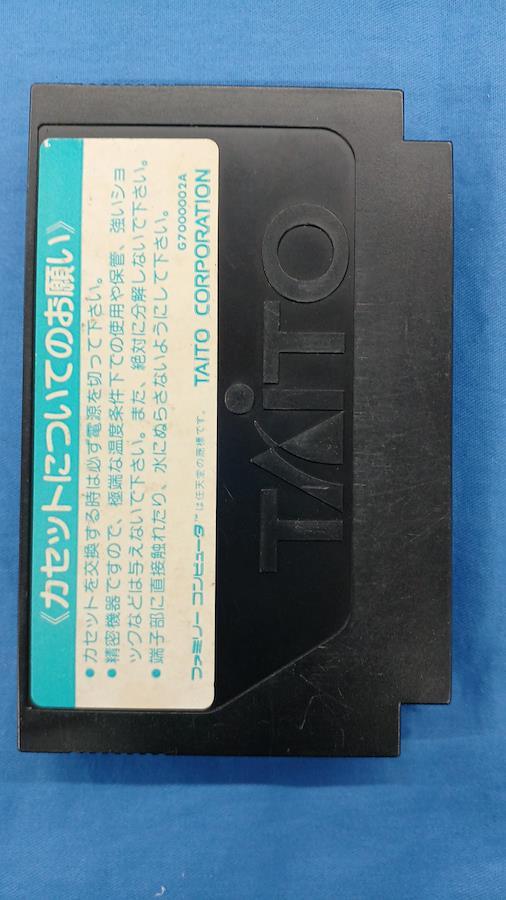 《カセットについてのお願い》
●カセットを交換する時は必ず電源を切って下さい。
●精密機器ですので、極端な温度条件下での使用や保管、強いショ
ックなどは与えないで下さい。また、絶対に分解しないで下さい。
●端子部に直接触れたり、水にぬらさないようにして下さい。
G7000002A
ファミリー コンピュータ™は任天堂の商標です。 TAITO CORPORATION
TAITO